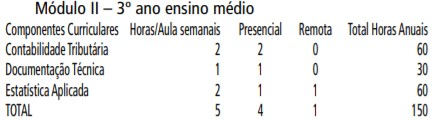 Módulo II – 3º ano ensino médio
Componentes Curriculares Horas/Aula semanais Presencial Remota Total Horas Anuais
Contabilidade Tributária 2 2 0 60
Documentação Técnica 1 1 0 30
Estatística Aplicada 2 1 1 60
TOTAL 5 4 1 150